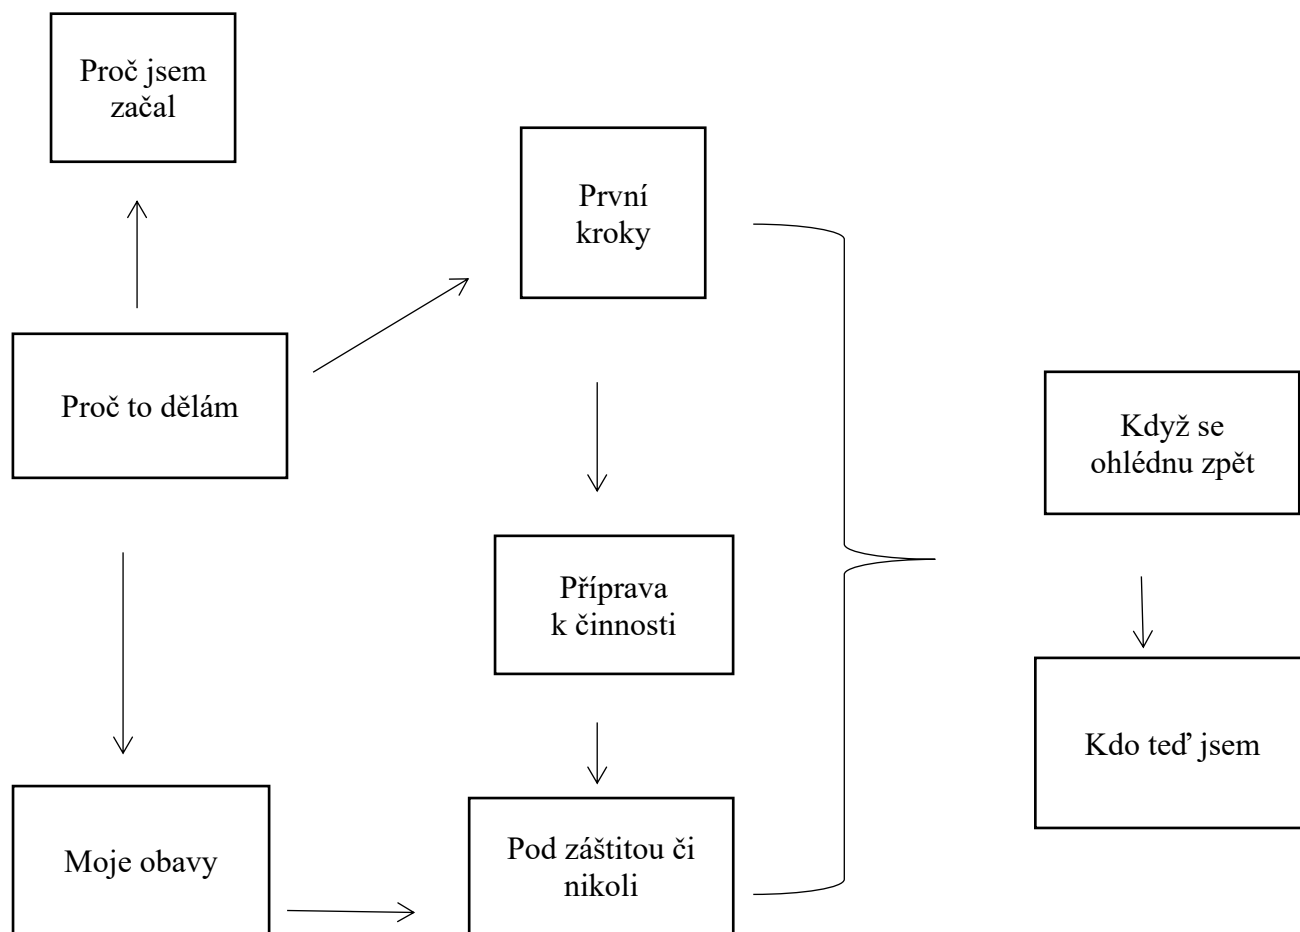 Proč jsem
začal
První
kroky
Proč to dělám
Když se
ohlédnu zpět
Příprava
k činnosti
Kdo teď jsem
Moje obavy
Pod záštitou či
nikoli